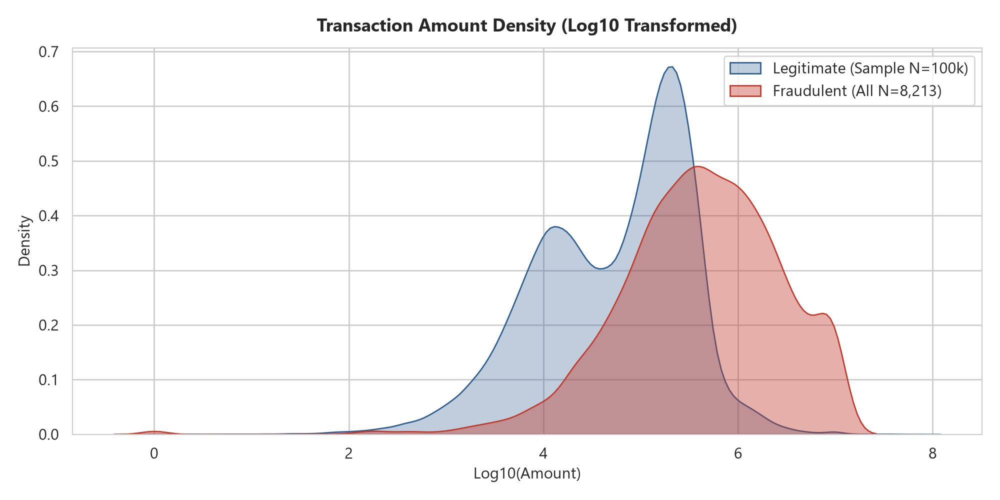 Transaction Amount Density (Log10 Transformed)
Legitimate (Sample N=100k)
Fraudulent (All N=8,213)
Density
0.7
0.6
0.5
0.4
0.3
0.2
0.1
0.0
0 2 4 6 8
Log10(Amount)